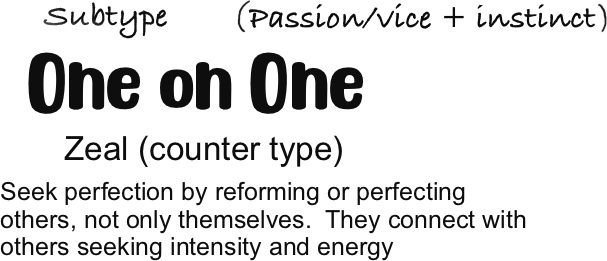 Subtype (Passion/vice + instinct)
One on One
Zeal (counter type)
Seek perfection by reforming or perfecting
others, not only themselves.  They connect with
others seeking intensity and energy